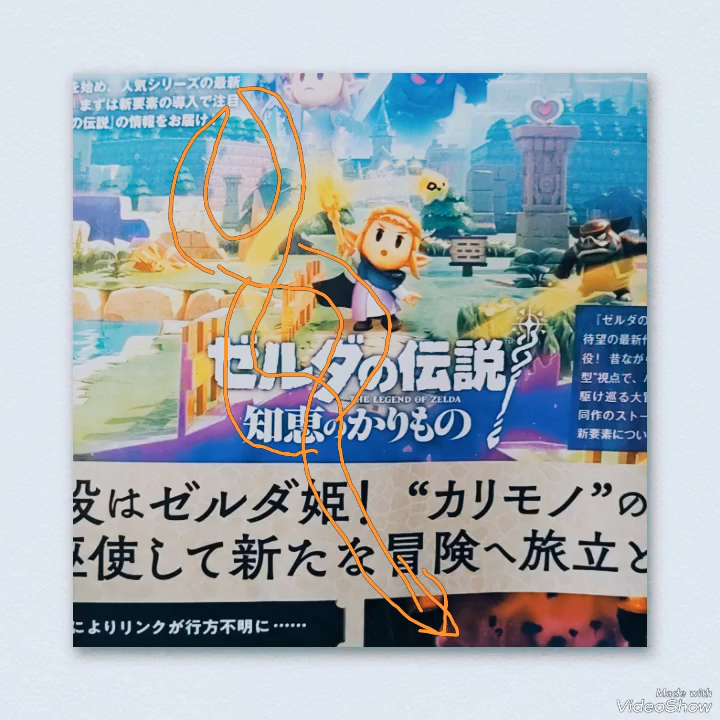 を始め、人気シリーズの最新
まずは新要素の導入で注目
の伝説」の情報をお届け
『ゼルダの
待望の最新作
役！ 昔なが
型"視点で、
駆け巡る大冒
同作のストー
新要素につい
ゼルダの伝説
THE LEGEND OF ZELDA
知恵のかりもの
役はゼルダ姫！ “カリモノ”の
駆使して新たな冒険へ旅立と
によりリンクが行方不明に……
Made with
VideoShow